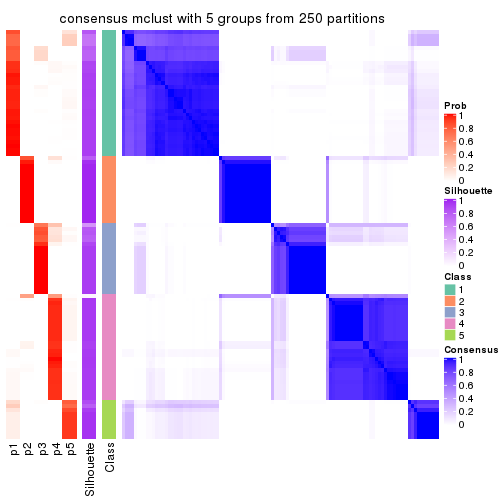 consensus mclust with 5 groups from 250 partitions
Prob
1
0.8
0.6
0.4
0.2
0
Silhouette
1
0.8
0.6
0.4
0.2
0
Class
1
2
3
4
5
Consensus
1
0.8
0.6
0.4
0.2
0
p1
p2
p3
p4
p5
Silhouette
Class